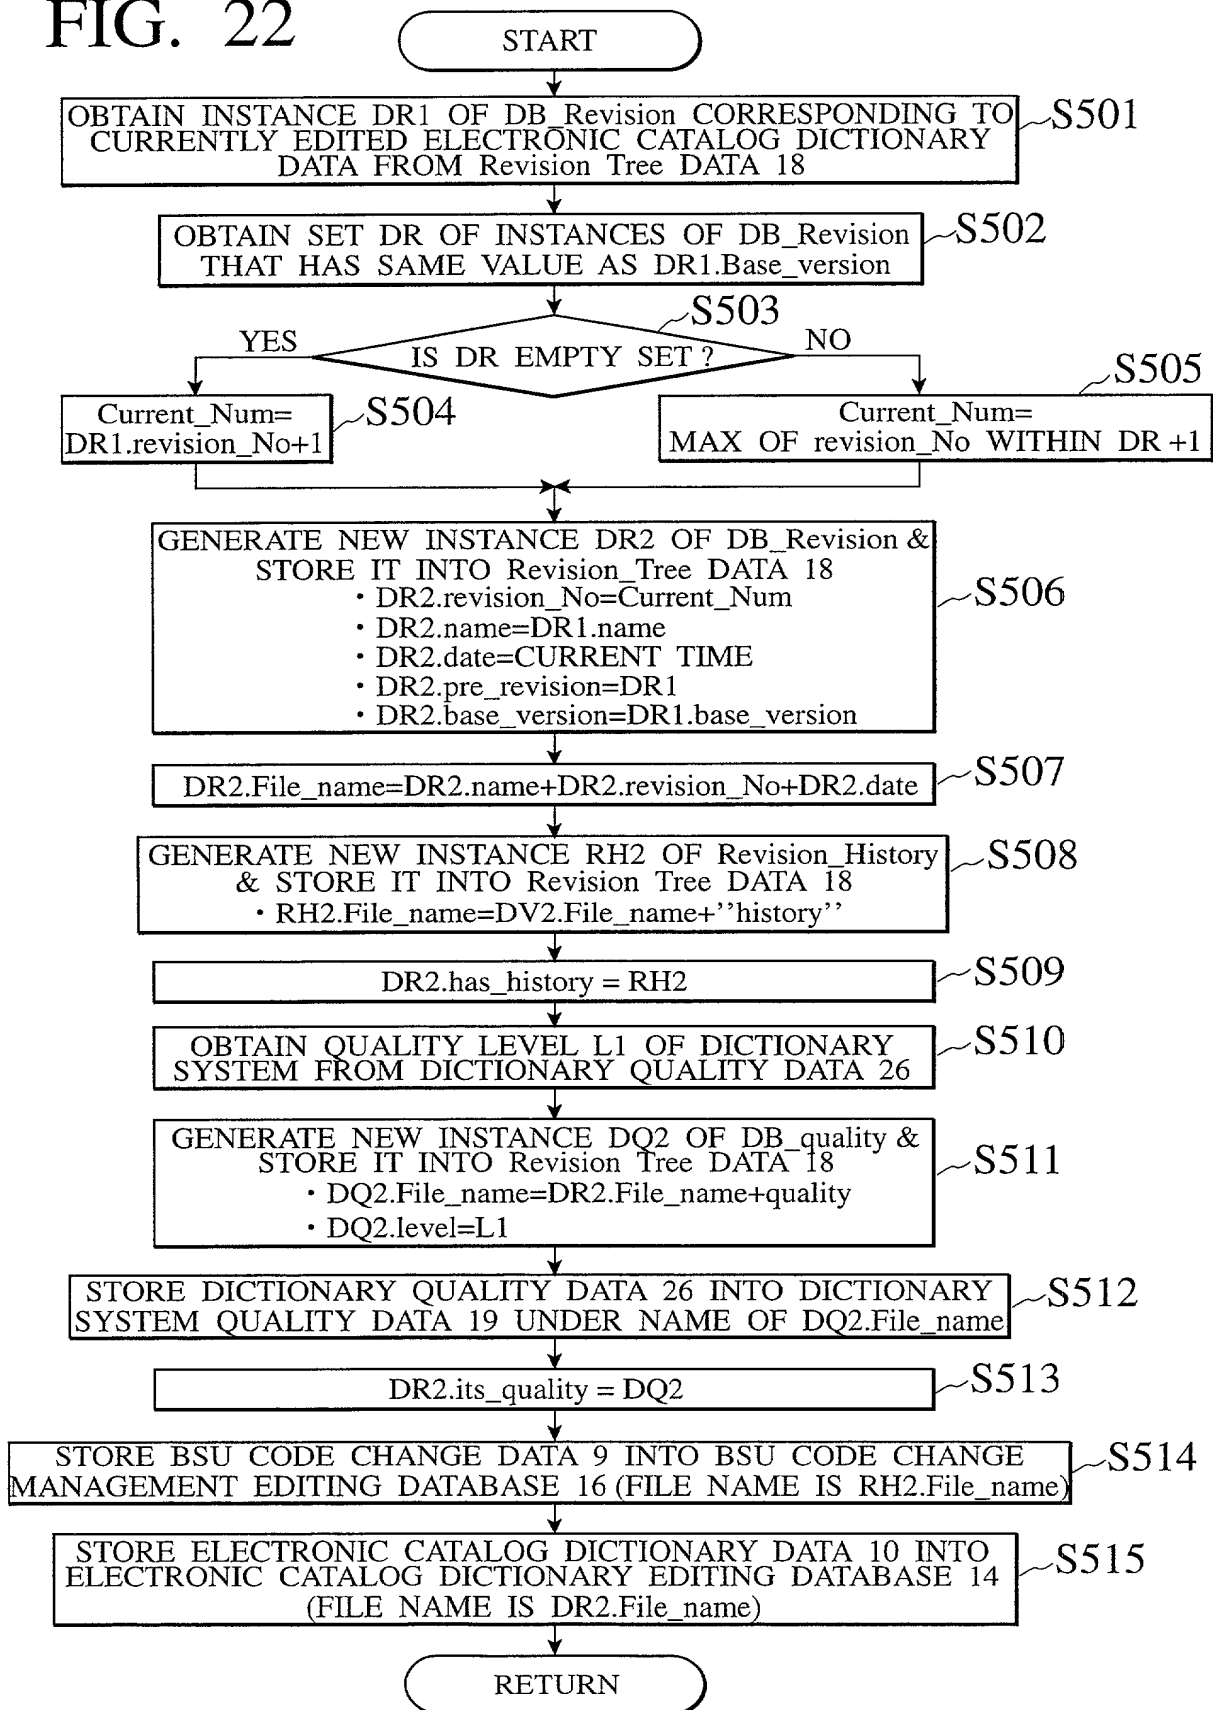 FIG. 22
START
OBTAIN INSTANCE DR1 OF DB_Revision CORRESPONDING TO
CURRENTLY EDITED ELECTRONIC CATALOG DICTIONARY
DATA FROM Revision Tree DATA 18
S501
OBTAIN SET DR OF INSTANCES OF DB_Revision
THAT HAS SAME VALUE AS DR1.Base_version
S502
S503
YES
IS DR EMPTY SET ?
NO
Current_Num=
DR1.revision_No+1
S504
Current_Num=
MAX OF revision_No WITHIN DR +1
S505
GENERATE NEW INSTANCE DR2 OF DB_Revision &
STORE IT INTO Revision_Tree DATA 18
・DR2.revision_No=Current_Num
・DR2.name=DR1.name
・DR2.date=CURRENT TIME
・DR2.pre_revision=DR1
・DR2.base_version=DR1.base_version
S506
DR2.File_name=DR2.name+DR2.revision_No+DR2.date
S507
GENERATE NEW INSTANCE RH2 OF Revision_History
& STORE IT INTO Revision Tree DATA 18
・RH2.File_name=DV2.File_name+''history''
S508
DR2.has_history = RH2
S509
OBTAIN QUALITY LEVEL L1 OF DICTIONARY
SYSTEM FROM DICTIONARY QUALITY DATA 26
S510
GENERATE NEW INSTANCE DQ2 OF DB_quality &
STORE IT INTO Revision Tree DATA 18
・DQ2.File_name=DR2.File_name+quality
・DQ2.level=L1
S511
STORE DICTIONARY QUALITY DATA 26 INTO DICTIONARY
SYSTEM QUALITY DATA 19 UNDER NAME OF DQ2.File_name
S512
DR2.its_quality = DQ2
S513
STORE BSU CODE CHANGE DATA 9 INTO BSU CODE CHANGE
MANAGEMENT EDITING DATABASE 16 (FILE NAME IS RH2.File_name)
S514
STORE ELECTRONIC CATALOG DICTIONARY DATA 10 INTO
ELECTRONIC CATALOG DICTIONARY EDITING DATABASE 14
(FILE NAME IS DR2.File_name)
S515
RETURN